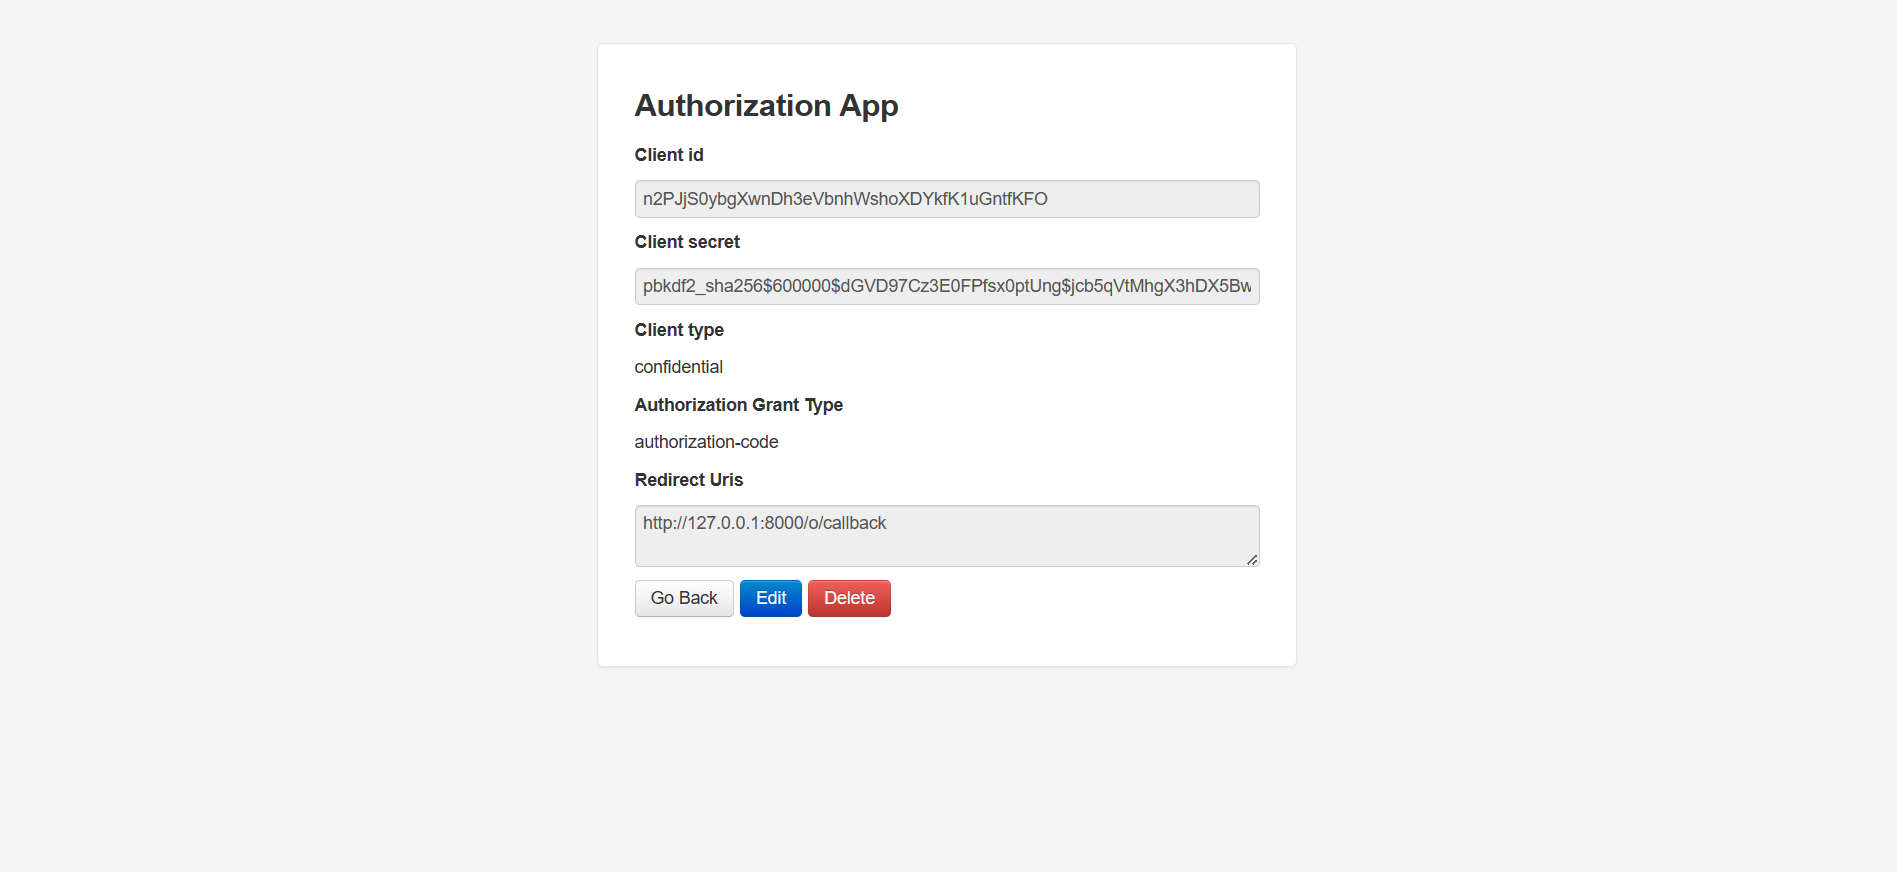 Authorization App
Client id
n2PJjS0ybgXwnDh3eVbnhWshoXDYkfK1uGntfKFO
Client secret
pbkdf2_sha256$600000$dGVD97Cz3E0FPfsx0ptUng$jcb5qVtMhgX3hDX5Bw
Client type
confidential
Authorization Grant Type
authorization-code
Redirect Uris
http://127.0.0.1:8000/o/callback
Go Back Edit Delete